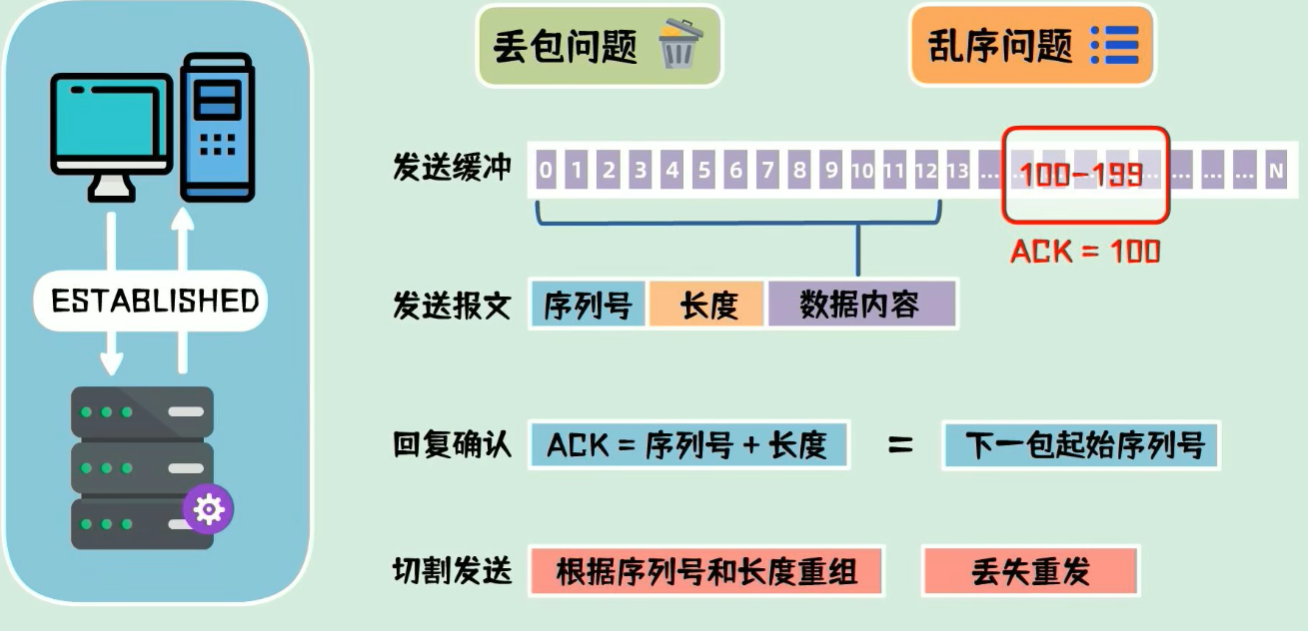 丢包问题
乱序问题
发送缓冲 0 1 2 3 4 5 6 7 8 9 10 11 12 13 ... 100-199 ... ... ... N
ACK = 100
ESTABLISHED
发送报文 序列号 长度 数据内容
回复确认 ACK = 序列号 + 长度 = 下一包起始序列号
切割发送 根据序列号和长度重组 丢失重发